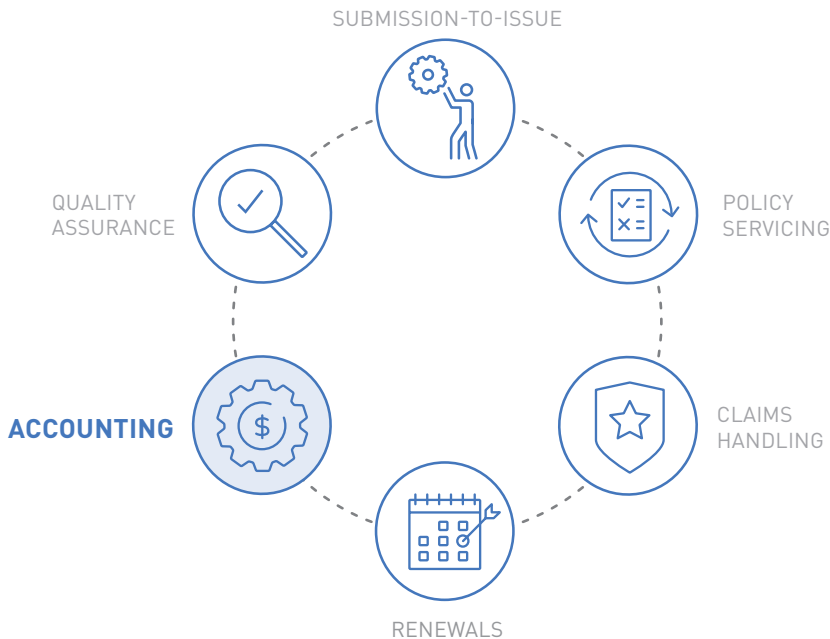 SUBMISSION-TO-ISSUE
QUALITY
ASSURANCE
POLICY
SERVICING
ACCOUNTING
$
CLAIMS
HANDLING
RENEWALS